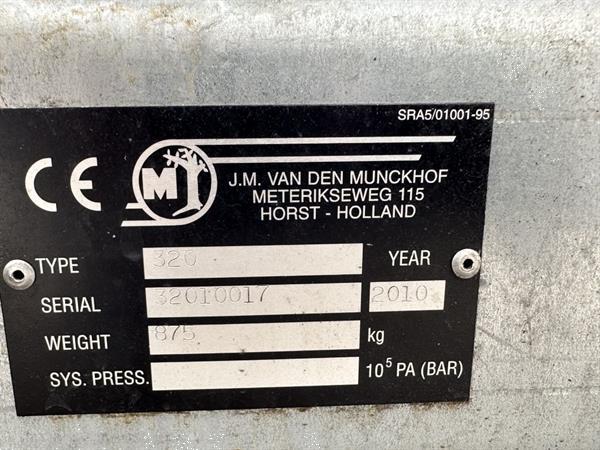 SRA5/01001-95
CE M J.M. VAN DEN MUNCKHOF
METERIKSEWEG 115
HORST - HOLLAND
TYPE 320 YEAR
SERIAL 32010017 2010
WEIGHT 875 kg
SYS. PRESS. 10⁵ PA (BAR)